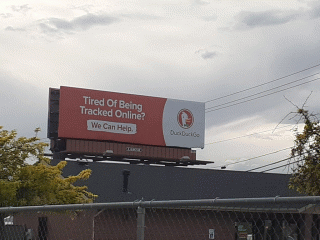 Tired Of Being
Tracked Online?
We Can Help.
DuckDuckGo